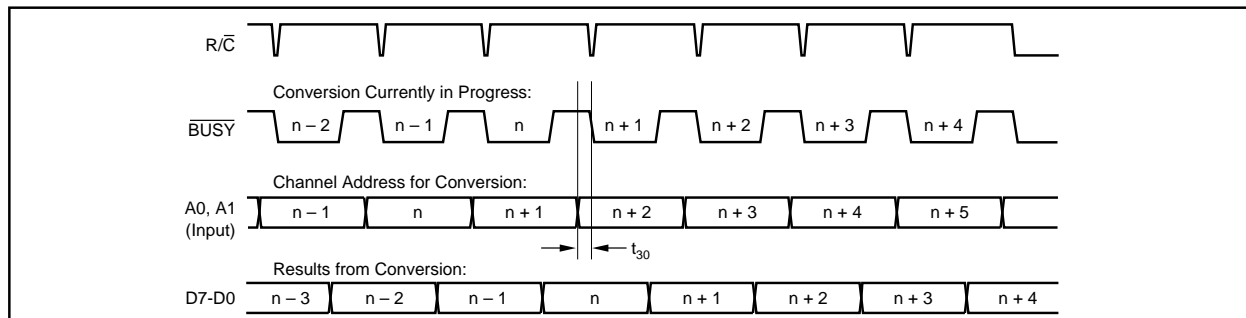 R/C̅
Conversion Currently in Progress:
B̅U̅S̅Y̅ n – 2 n – 1 n n + 1 n + 2 n + 3 n + 4
Channel Address for Conversion:
A0, A1 n – 1 n n + 1 n + 2 n + 3 n + 4 n + 5
(Input)
t30
Results from Conversion:
D7-D0 n – 3 n – 2 n – 1 n n + 1 n + 2 n + 3 n + 4